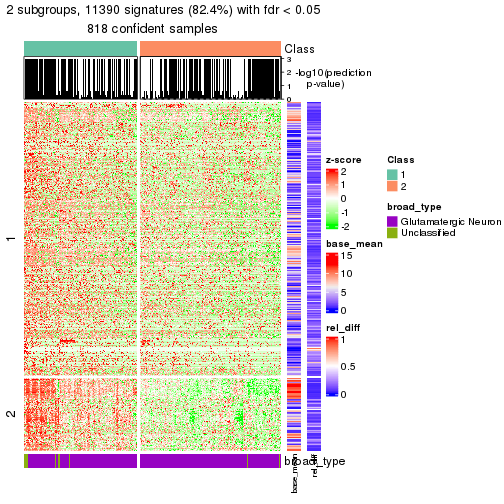 2 subgroups, 11390 signatures (82.4%) with fdr < 0.05
818 confident samples
Class
3
2
1
0
-log10(prediction
p-value)
1
2
z-score
2
1
0
-1
-2
base_mean
15
10
5
0
rel_diff
1
0.5
0
Class
1
2
broad_type
Glutamatergic Neuron
Unclassified
broad_type
base_mean
rel_diff